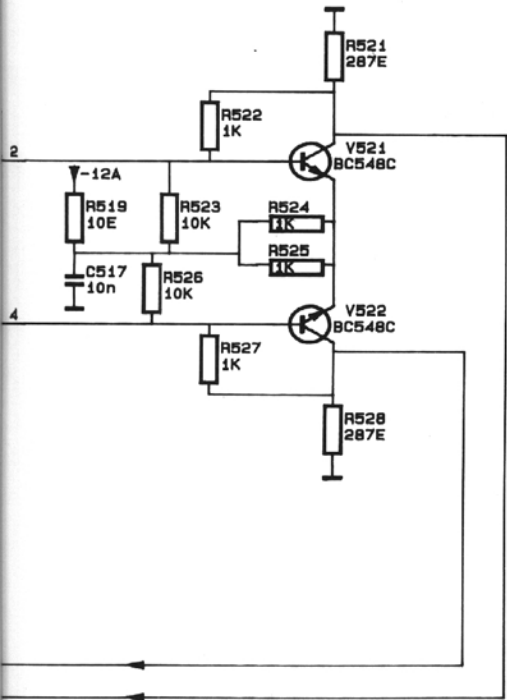 R521
287E
R522
1K
V521
BC548C
2
-12A
R519
10E
R523
10K
R524
1K
R525
1K
C517
10n
R526
10K
4
V522
BC548C
R527
1K
R528
287E